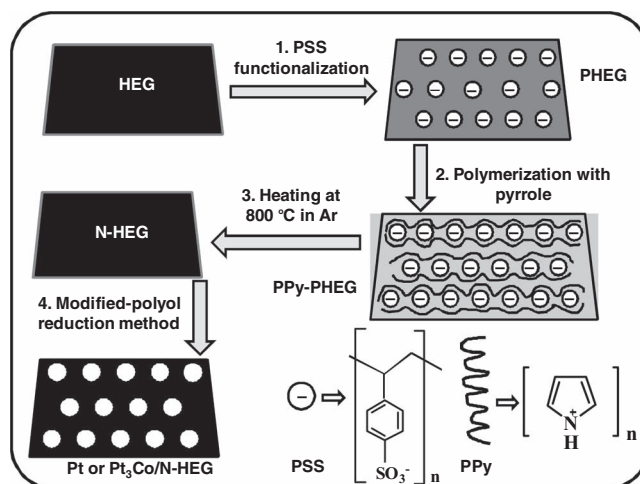 HEG
1. PSS
functionalization
PHEG
2. Polymerization with
pyrrole
3. Heating at
800 °C in Ar
N-HEG
PPy-PHEG
4. Modified-polyol
reduction method
Pt or Pt₃Co/N-HEG
PSS
SO₃⁻
n
PPy
N
+
H
n